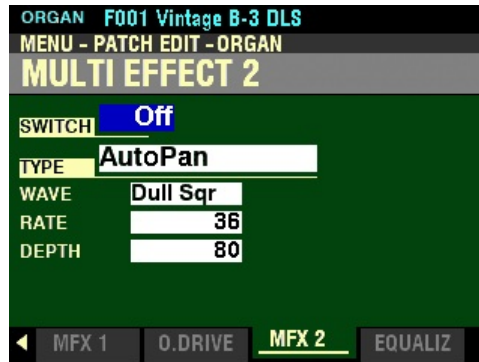 ORGAN F001 Vintage B-3 DLS
MENU - PATCH EDIT - ORGAN
MULTI EFFECT 2
SWITCH Off
TYPE AutoPan
WAVE Dull Sqr
RATE 36
DEPTH 80
MFX 1 O.DRIVE MFX 2 EQUALIZ